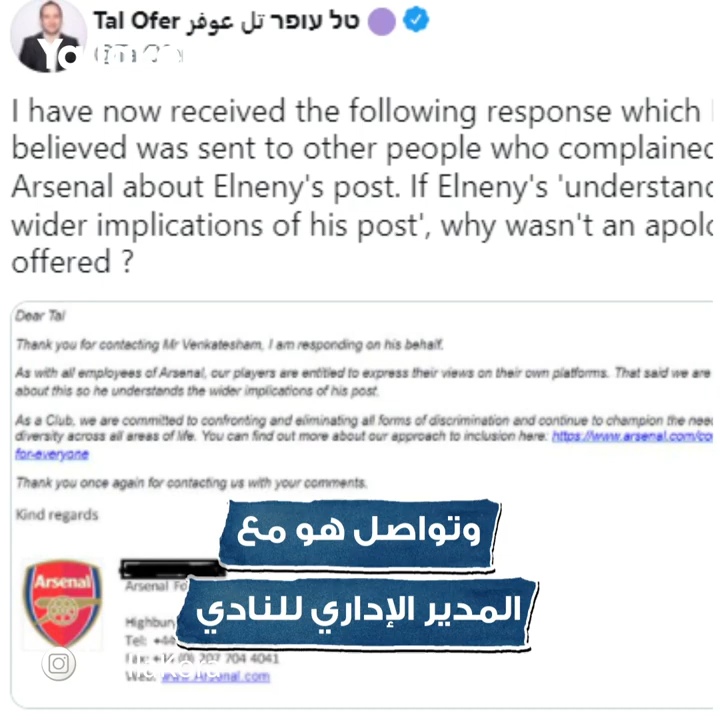 Tal Ofer טל עופר تل عوفر
I have now received the following response which
believed was sent to other people who complained
Arsenal about Elneny's post. If Elneny's 'understand
wider implications of his post', why wasn't an apolo
offered ?
Dear Tal
Thank you for contacting Mr Venkatesham, I am responding on his behalf.
As with all employees of Arsenal, our players are entitled to express their views on their own platforms. That said we are
about this so he understands the wider implications of his post.
As a Club, we are committed to confronting and eliminating all forms of discrimination and continue to champion the need
diversity across all areas of life. You can find out more about our approach to inclusion here: https://www.arsenal.com/co
for-everyone
Thank you once again for contacting us with your comments.
Kind regards
وتواصل هو مع
المدير الإداري للنادي
Arsenal
Arsenal Fo
Highbury
Tel: +44
704 4041
Web: www.arsenal.com